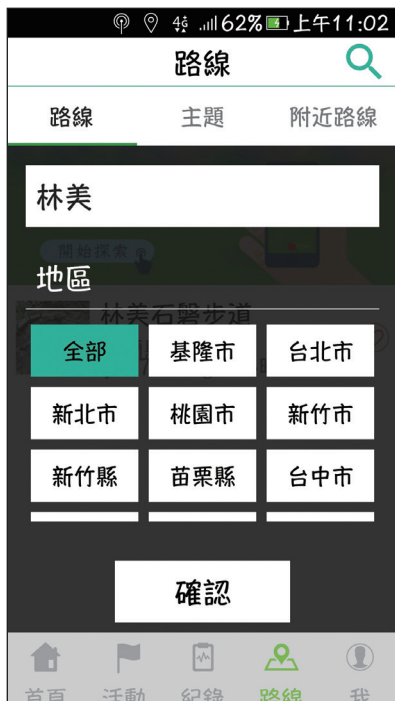 4G 62% 上午11:02
路線
路線 主題 附近路線
林美
開始探索
地區
林美石磐步道
全部 基隆市 台北市
新北市 桃園市 新竹市
新竹縣 苗栗縣 台中市
確認
首頁 活動 紀錄 路線 我